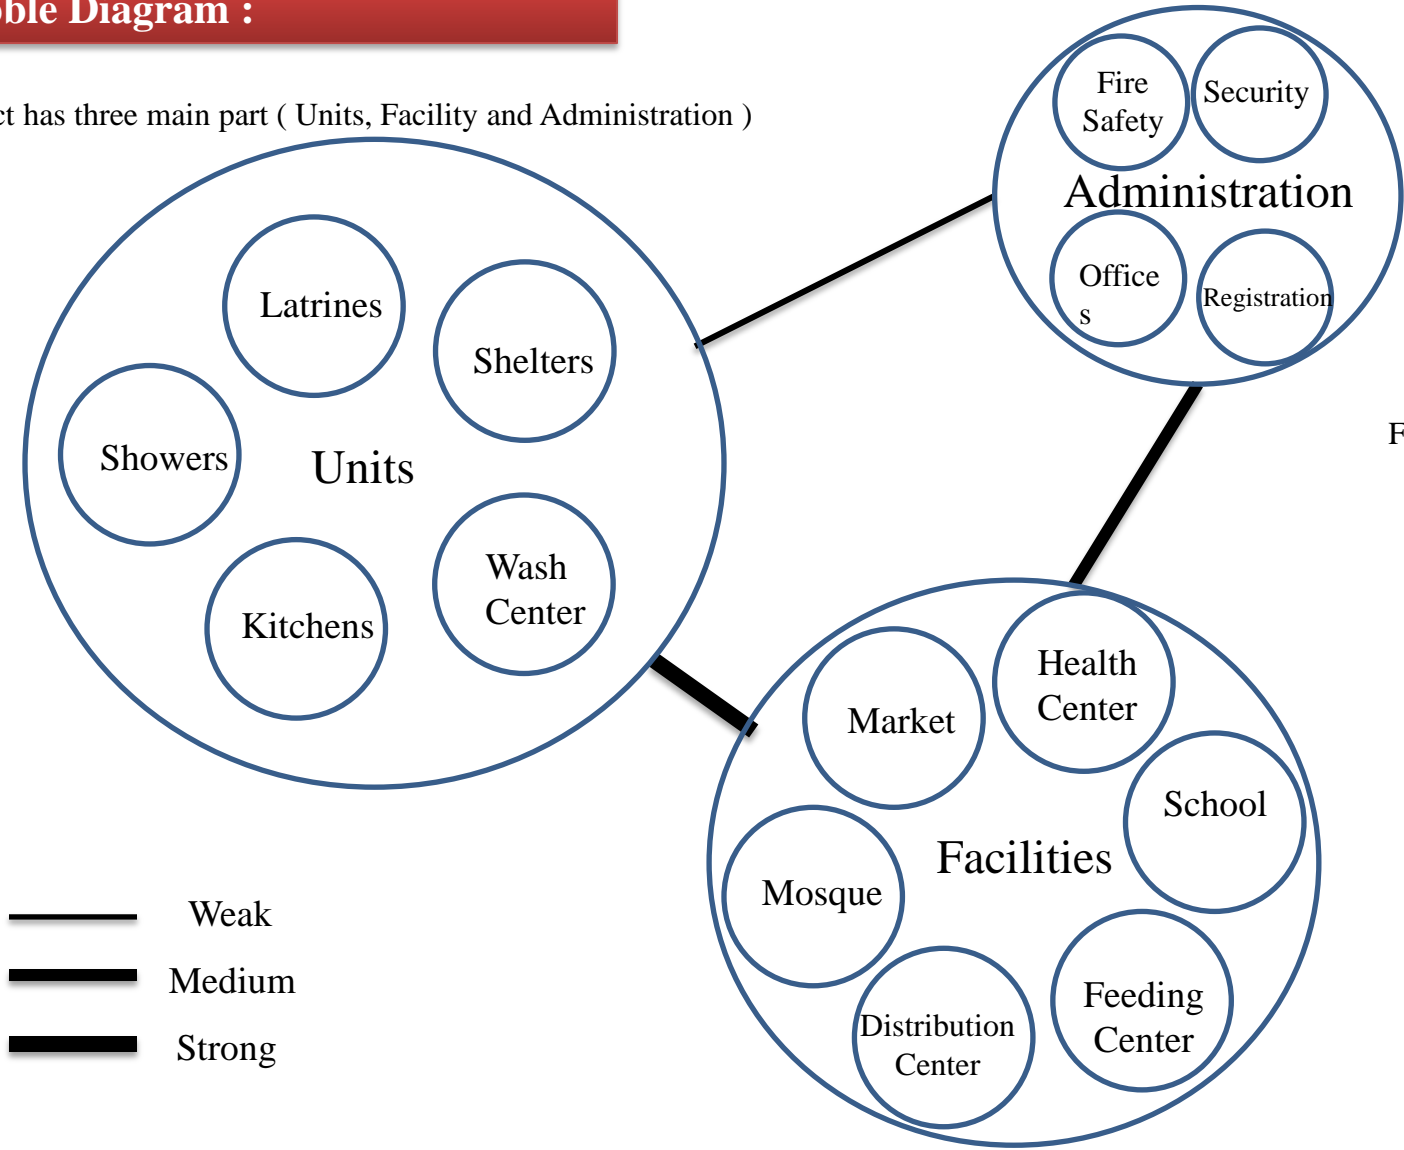 ble Diagram :
ct has three main part ( Units, Facility and Administration )
Fire
Safety
Security
Administration
Office
s
Registration
Latrines
Shelters
Showers
Units
Wash
Center
Kitchens
F
Health
Center
Market
School
Facilities
Mosque
Feeding
Center
Distribution
Center
Weak
Medium
Strong